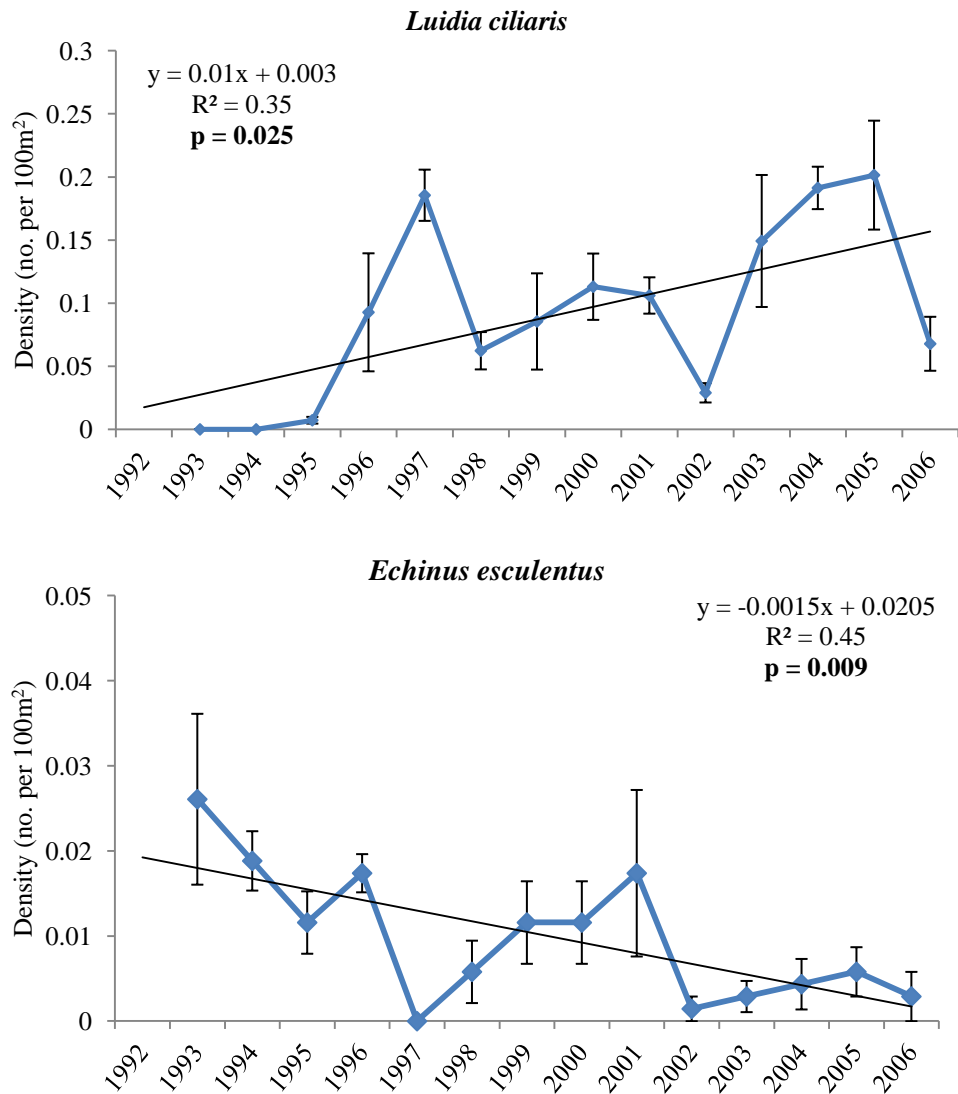 Luidia ciliaris
0.3
y = 0.01x + 0.003
R² = 0.35
p = 0.025
0.25
0.2
0.15
0.1
0.05
0
Density (no. per 100m²)
1992 1993 1994 1995 1996 1997 1998 1999 2000 2001 2002 2003 2004 2005 2006
Echinus esculentus
0.05
y = -0.0015x + 0.0205
R² = 0.45
p = 0.009
0.04
0.03
0.02
0.01
0
Density (no. per 100m²)
1992 1993 1994 1995 1996 1997 1998 1999 2000 2001 2002 2003 2004 2005 2006